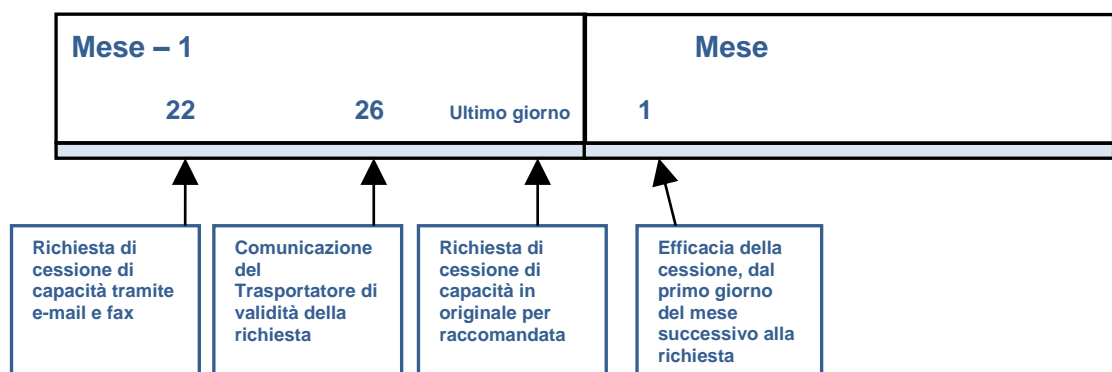 Mese – 1
Mese
22
26
Ultimo giorno
1
Richiesta di
cessione di
capacità tramite
e-mail e fax
Comunicazione
del
Trasportatore di
validità della
richiesta
Richiesta di
cessione di
capacità in
originale per
raccomandata
Efficacia della
cessione, dal
primo giorno
del mese
successivo alla
richiesta